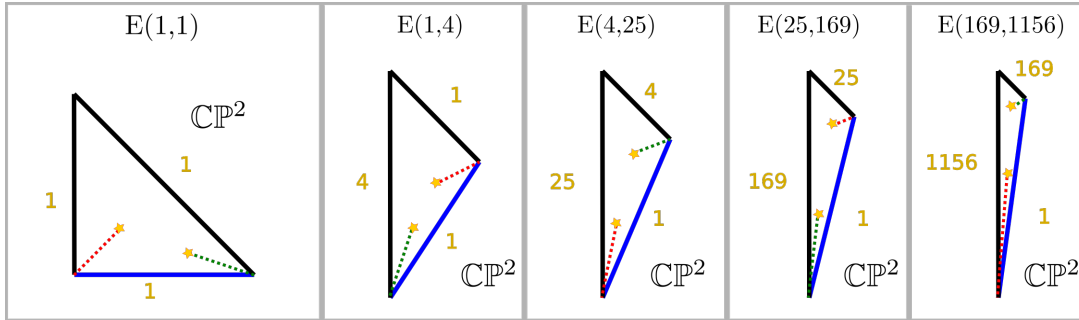 E(1,1)
ℂℙ²
1
1
1
E(1,4)
1
4
1
ℂℙ²
E(4,25)
4
25
1
ℂℙ²
E(25,169)
25
169
1
ℂℙ²
E(169,1156)
169
1156
1
ℂℙ²